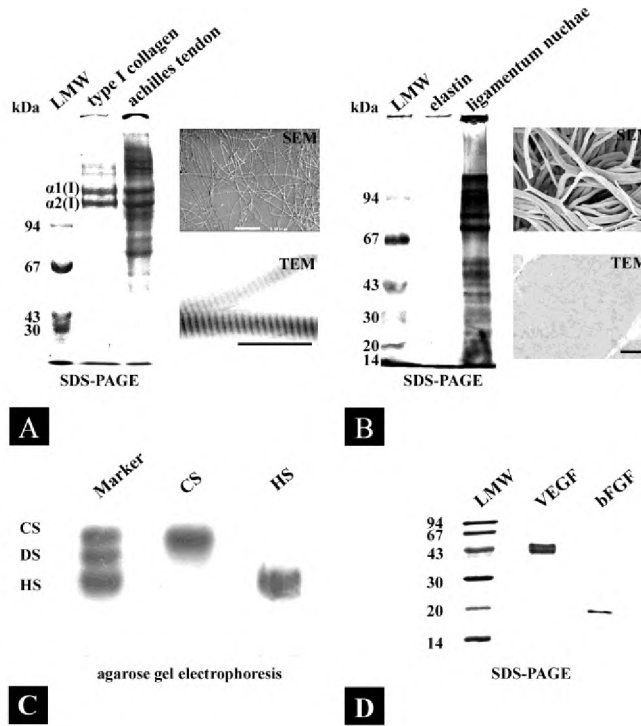 kDa
LMW
type I collagen
achilles tendon
SEM
α1(I)
α2(I)
94
67
43
30
TEM
SDS-PAGE
A
kDa
LMW
elastin
ligamentum nuchae
SEM
94
67
43
30
20
14
TEM
SDS-PAGE
B
Marker
CS
HS
CS
DS
HS
agarose gel electrophoresis
C
LMW
VEGF
bFGF
94
67
43
30
20
14
SDS-PAGE
D